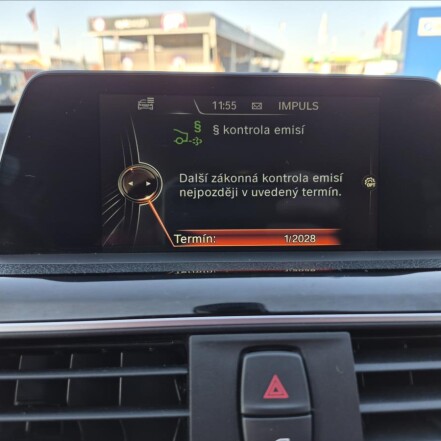 11:55 IMPULS
§
§ kontrola emisí
Další zákonná kontrola emisí
nejpozději v uvedený termín.
Termín: 1/2028